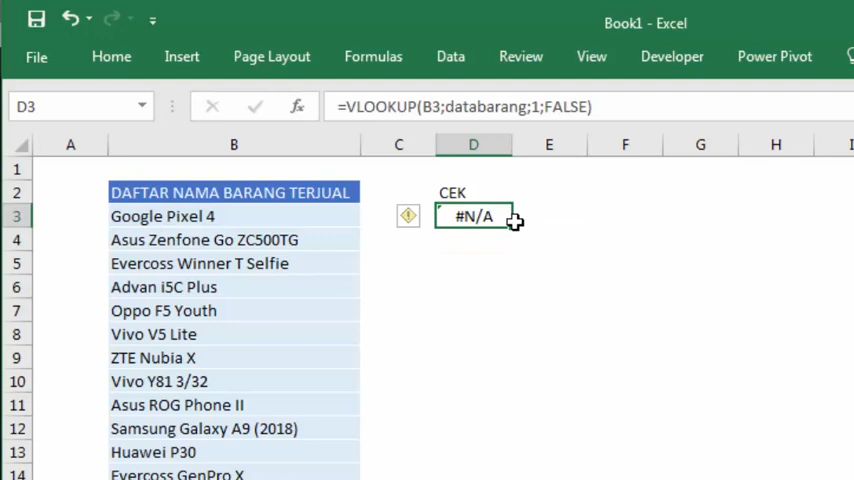 Book1 - Excel
File Home Insert Page Layout Formulas Data Review View Developer Power Pivot
D3 fx =VLOOKUP(B3;databarang;1;FALSE)
A B C D E F G H I
1
2 DAFTAR NAMA BARANG TERJUAL CEK
3 Google Pixel 4 #N/A
4 Asus Zenfone Go ZC500TG
5 Evercoss Winner T Selfie
6 Advan i5C Plus
7 Oppo F5 Youth
8 Vivo V5 Lite
9 ZTE Nubia X
10 Vivo Y81 3/32
11 Asus ROG Phone II
12 Samsung Galaxy A9 (2018)
13 Huawei P30
14 Evercoss GenPro X